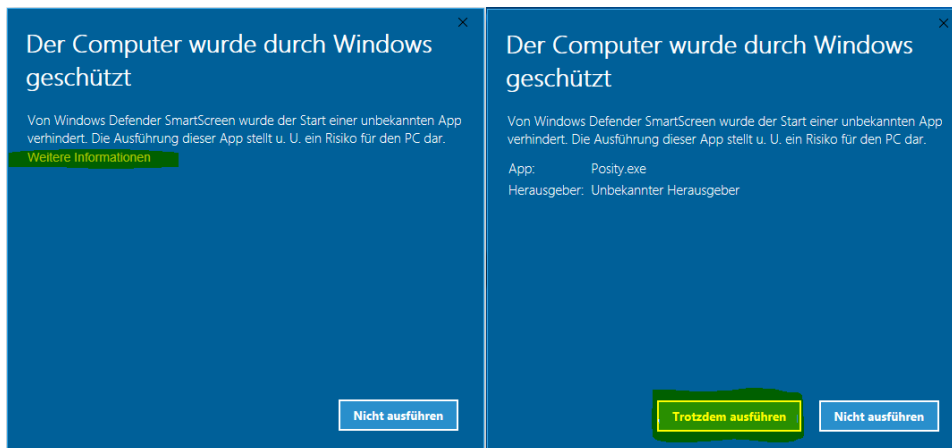 Der Computer wurde durch Windows
geschützt
Von Windows Defender SmartScreen wurde der Start einer unbekannten App
verhindert. Die Ausführung dieser App stellt u. U. ein Risiko für den PC dar.
Weitere Informationen
Nicht ausführen
Der Computer wurde durch Windows
geschützt
Von Windows Defender SmartScreen wurde der Start einer unbekannten App
verhindert. Die Ausführung dieser App stellt u. U. ein Risiko für den PC dar.
App: Posity.exe
Herausgeber: Unbekannter Herausgeber
Trotzdem ausführen Nicht ausführen